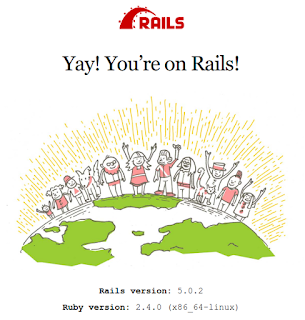 RAILS
Yay! You’re on Rails!
Rails version: 5.0.2
Ruby version: 2.4.0 (x86_64-linux)